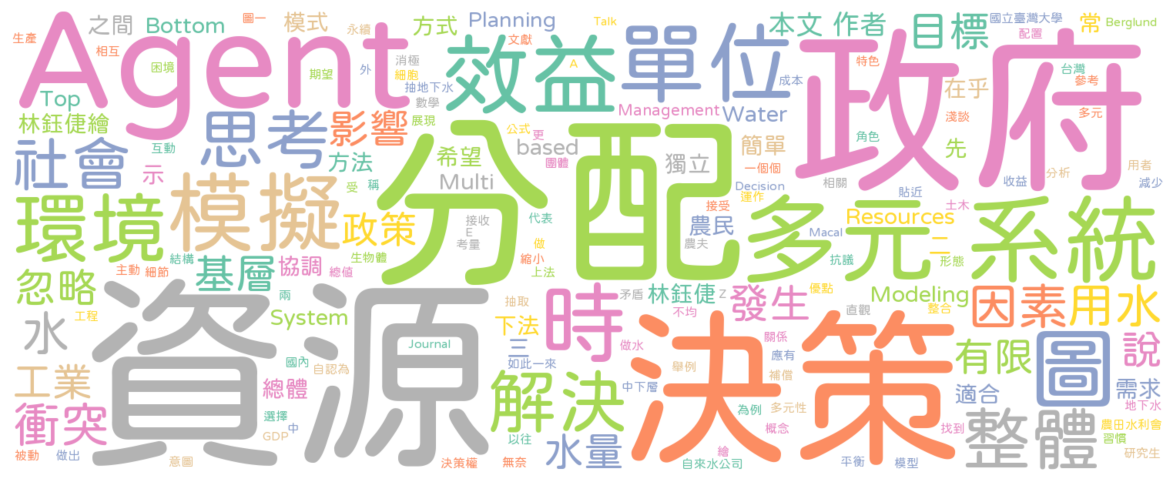 Agent
政府
資源
分配
決策
效益
單位
多元
系統
模擬
環境
思考
社會
時
圖
解決
整體
目標
影響
本文 作者
之間
Bottom
模式
方式
Planning
Talk
文獻
國立臺灣大學
配置
常
Berglund
生產
相互
圖一
永續
困境
期望
外
消極
細胞
抽地下水
數學
展現
A
成本
特色
台灣
參考
多元
淺談
在乎
Top
林鈺倢繪
互動
示
方法
公式
更
團體
希望
based
Multi
Management
Water
獨立
簡單
一個個
角色
先
相關
收益
分析
用者
減少
貼近
Decision
運作
土木
受
稱
政策
接收
E
考量
代表
接受
農民
農夫
Macal
Resources
二
形態
抗議
忽略
主動
細節
結構
生物體
總值
基層
協調
兩
做
縮小
上法
林鈺倢
矛盾
Z
不均
發生
優點
直觀
整合
Modeling
因素
用水
水
工程
System
國內
自認為
抽取
下法
三
如此一來
做水
關係
應有
舉例
補償
有限
說
適合
需求
地下水
工業
總體
選擇
中
GDP
Journal
中下層
衝突
被動
做出
意圖
以往
決策權
無奈
水量
為例
多元性
概念
繪
自來水公司
平衡
模型
找到
農田水利會
習慣
研究生